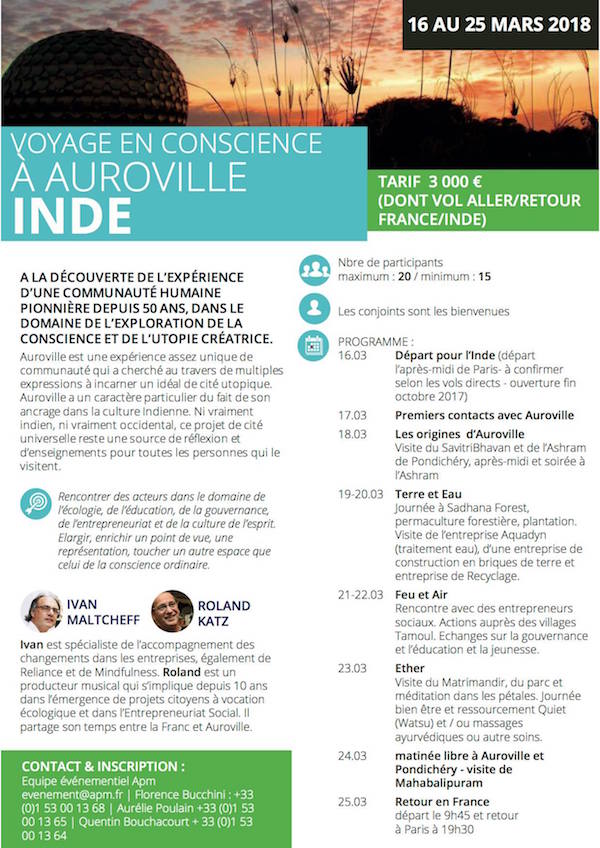 16 AU 25 MARS 2018
VOYAGE EN CONSCIENCE
À AUROVILLE
INDE
TARIF 3 000 €
(DONT VOL ALLER/RETOUR
FRANCE/INDE)
A LA DÉCOUVERTE DE L'EXPÉRIENCE
D'UNE COMMUNAUTÉ HUMAINE
PIONNIÈRE DEPUIS 50 ANS, DANS LE
DOMAINE DE L'EXPLORATION DE LA
CONSCIENCE ET DE L'UTOPIE CRÉATRICE.
Auroville est une expérience assez unique de
communauté qui a cherché au travers de multiples
expressions à incarner un idéal de cité utopique.
Auroville a un caractère particulier du fait de son
ancrage dans la culture Indienne. Ni vraiment
indien, ni vraiment occidental, ce projet de cité
universelle reste une source de réflexion et
d'enseignements pour toutes les personnes qui le
visitent.
Rencontrer des acteurs dans le domaine de
l'écologie, de l'éducation, de la gouvernance,
de l'entrepreneuriat et de la culture de l'esprit.
Elargir, enrichir un point de vue, une
représentation, toucher un autre espace que
celui de la conscience ordinaire.
IVAN
MALTCHEFF
ROLAND
KATZ
Ivan est spécialiste de l'accompagnement des
changements dans les entreprises, également de
Reliance et de Mindfulness. Roland est un
producteur musical qui s'implique depuis 10 ans
dans l'émergence de projets citoyens à vocation
écologique et dans l'Entrepreneuriat Social. Il
partage son temps entre la Franc et Auroville.
CONTACT & INSCRIPTION :
Equipe événementiel Apm
evenement@apm.fr | Florence Bucchini : +33
(0)1 53 00 13 68 | Aurélie Poulain +33 (0)1 53
00 13 65 | Quentin Bouchacourt + 33 (0)1 53
00 13 64
Nbre de participants
maximum : 20 / minimum : 15
Les conjoints sont les bienvenues
PROGRAMME :
16.03 Départ pour l'Inde (départ
l'après-midi de Paris- à confirmer
selon les vols directs - ouverture fin
octobre 2017)
17.03 Premiers contacts avec Auroville
18.03 Les origines d'Auroville
Visite du SavitriBhavan et de l'Ashram
de Pondichéry, après-midi et soirée à
l'Ashram
19-20.03 Terre et Eau
Journée à Sadhana Forest,
permaculture forestière, plantation.
Visite de l'entreprise Aquadyn
(traitement eau), d'une entreprise de
construction en briques de terre et
entreprise de Recyclage.
21-22.03 Feu et Air
Rencontre avec des entrepreneurs
sociaux. Actions auprès des villages
Tamoul. Echanges sur la gouvernance
et l'éducation et la jeunesse.
23.03 Ether
Visite du Matrimandir, du parc et
méditation dans les pétales. Journée
bien être et ressourcement Quiet
(Watsu) et / ou massages
ayurvédiques ou autre soins.
24.03 matinée libre à Auroville et
Pondichéry - visite de
Mahabalipuram
25.03 Retour en France
départ le 9h45 et retour
à Paris à 19h30